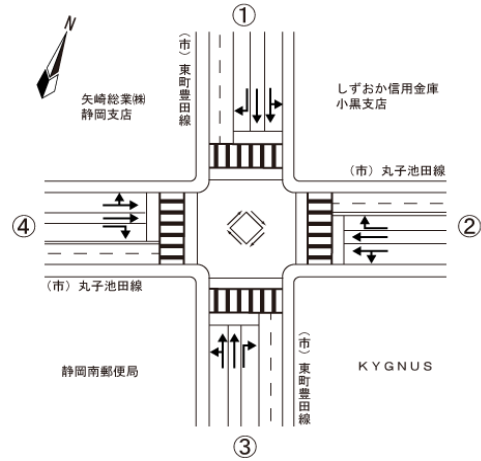 ①
N
(市)東町豊田線
矢崎総業㈱
静岡支店
しずおか信用金庫
小黒支店
(市)丸子池田線
④
②
(市)丸子池田線
静岡南郵便局
(市)東町豊田線
KYGNUS
③